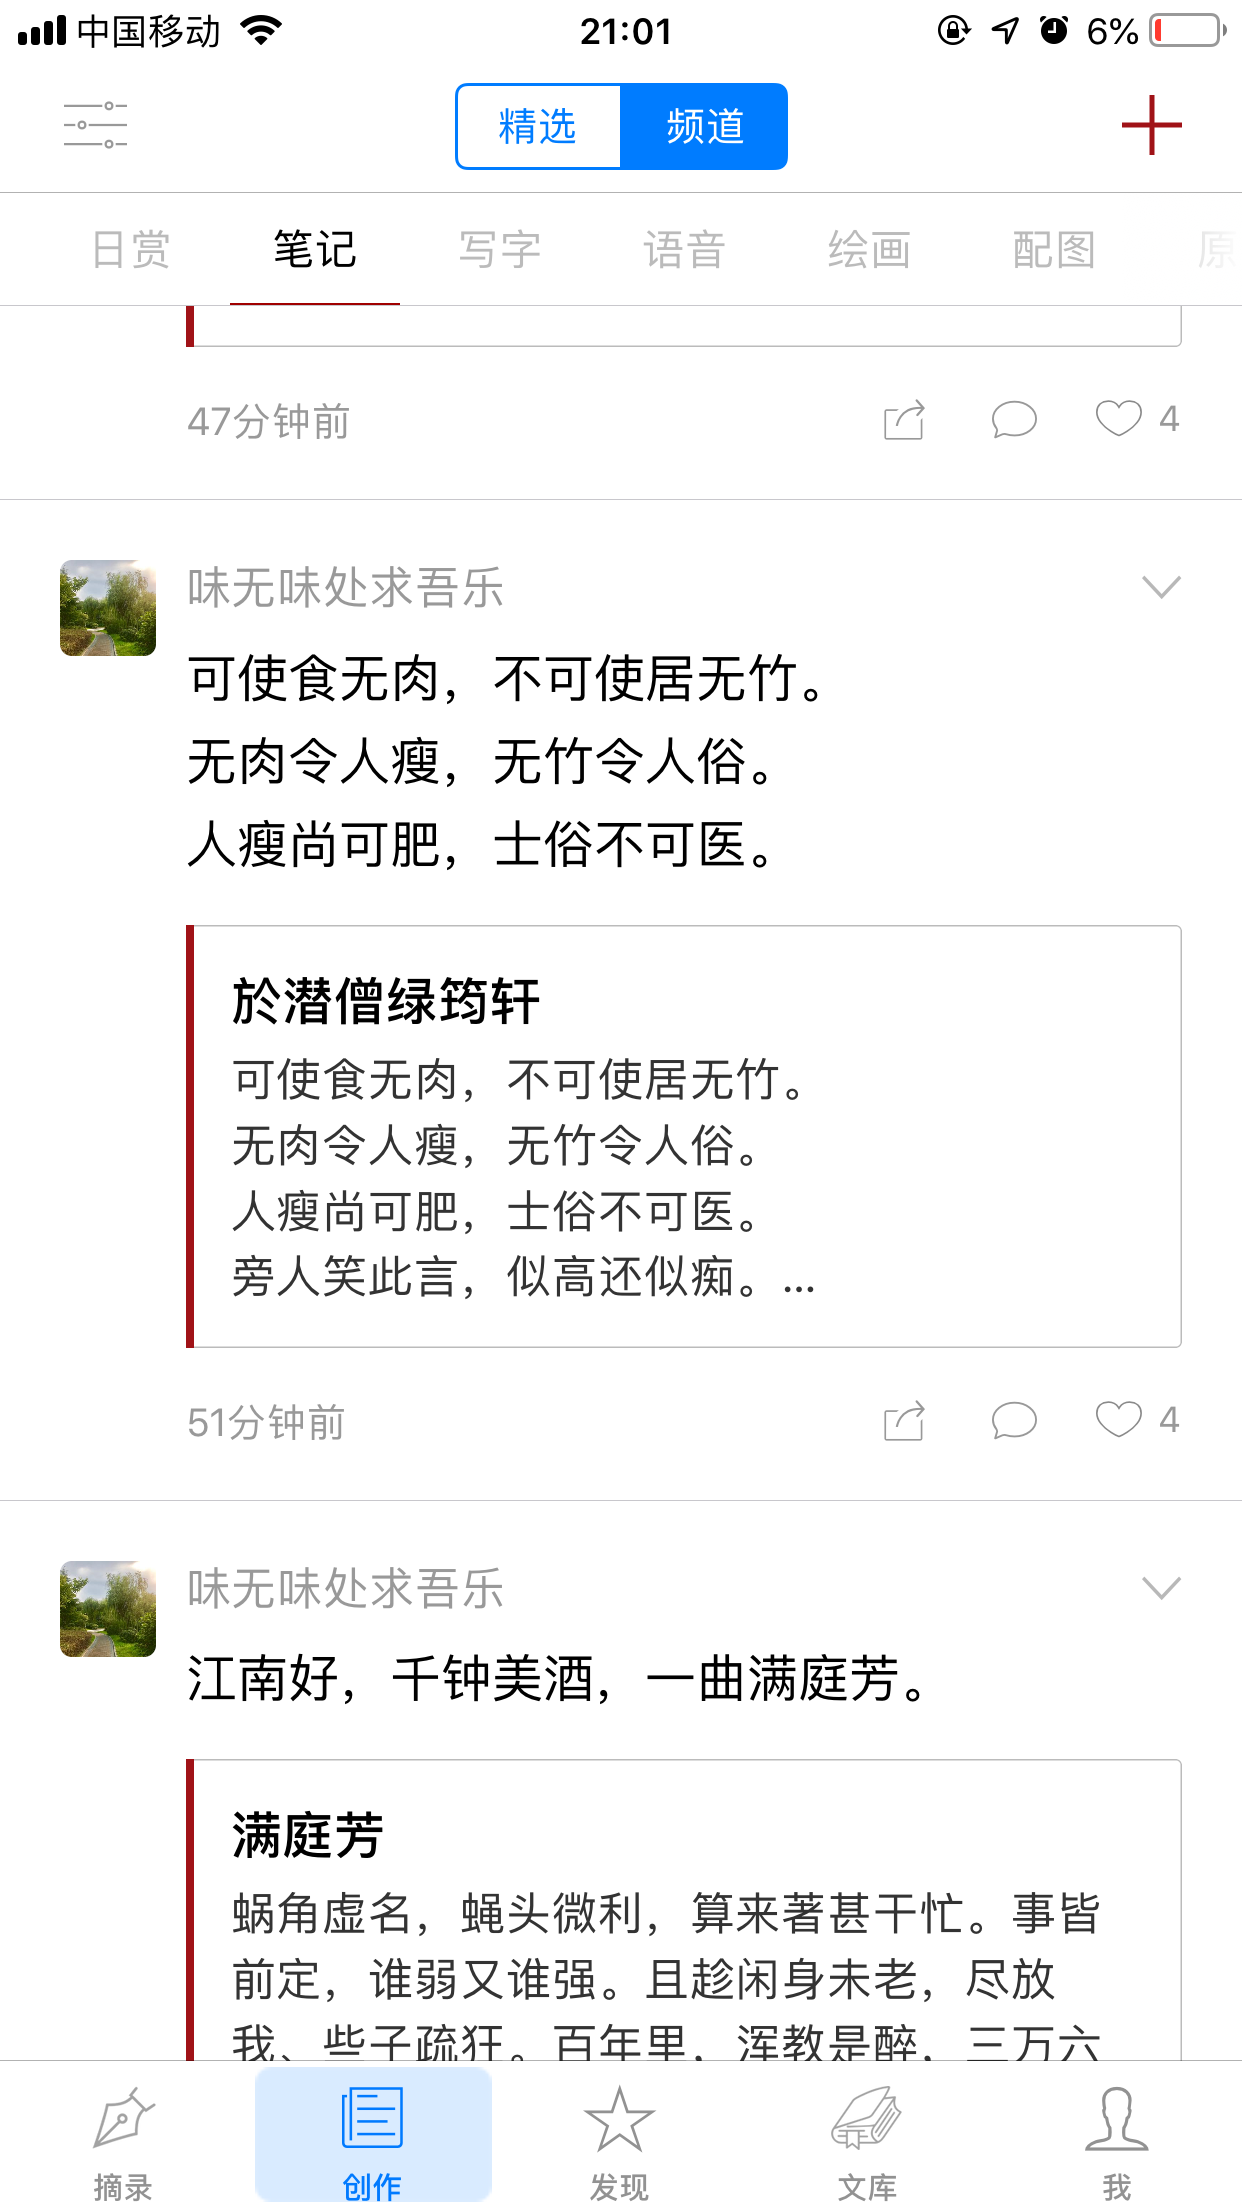 中国移动 21:01 6%
精选 频道
日赏 笔记 写字 语音 绘画 配图 原
47分钟前 4
味无味处求吾乐
可使食无肉，不可使居无竹。
无肉令人瘦，无竹令人俗。
人瘦尚可肥，士俗不可医。
於潜僧绿筠轩
可使食无肉，不可使居无竹。
无肉令人瘦，无竹令人俗。
人瘦尚可肥，士俗不可医。
旁人笑此言，似高还似痴。...
51分钟前 4
味无味处求吾乐
江南好，千钟美酒，一曲满庭芳。
满庭芳
蜗角虚名，蝇头微利，算来著甚干忙。事皆
前定，谁弱又谁强。且趁闲身未老，尽放
我、些子疏狂。百年里，浑教是醉，三万六
摘录 创作 发现 文库 我